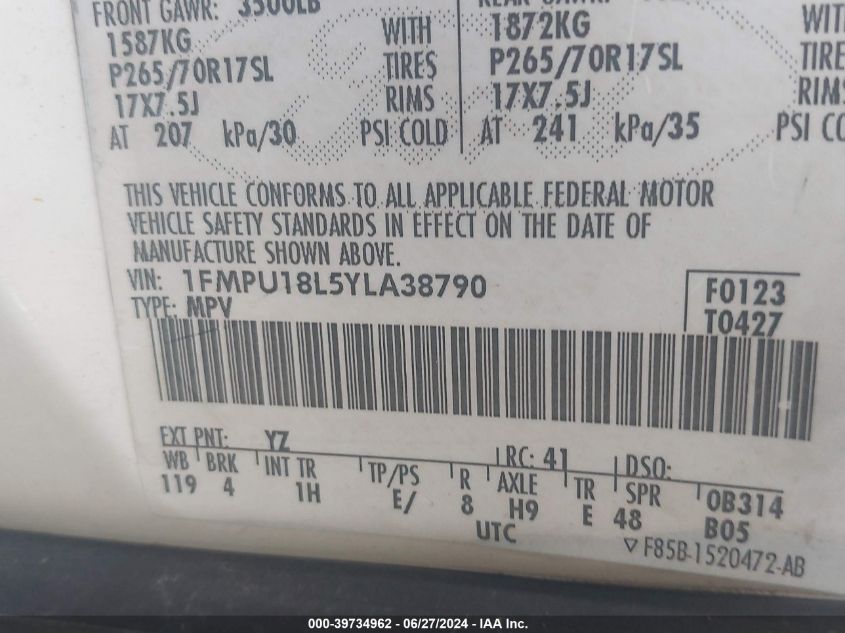 FRONT GAWR: 3500LB
1587KG WITH 1872KG WITH
P265/70R17SL TIRES P265/70R17SL TIRE
17X7.5J RIMS 17X7.5J RIMS
AT 207 kPa/30 PSI COLD AT 241 kPa/35 PSI CO
THIS VEHICLE CONFORMS TO ALL APPLICABLE FEDERAL MOTOR
VEHICLE SAFETY STANDARDS IN EFFECT ON THE DATE OF
MANUFACTURE SHOWN ABOVE.
VIN: 1FMPU18L5YLA38790 F0123
TYPE: MPV T0427
EXT PNT: YZ RC: 41 DSO:
WB BRK INT TR TP/PS R AXLE TR SPR 0B314
119 4 1H E/ 8 H9 E 48 B05
UTC
▽ F85B-1520472-AB
000-39734962 - 06/27/2024 - IAA Inc.